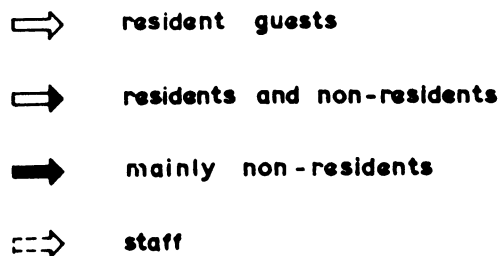 resident guests
residents and non-residents
mainly non-residents
staff